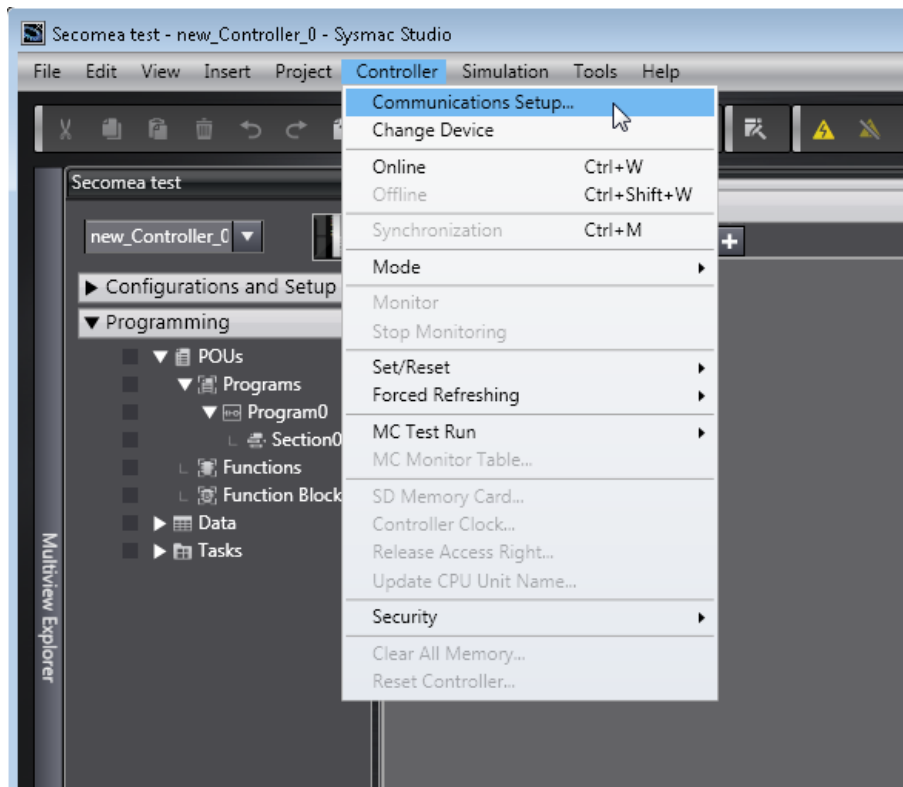 Secomea test - new_Controller_0 - Sysmac Studio
File Edit View Insert Project Controller Simulation Tools Help
Communications Setup...
Change Device
Online Ctrl+W
Offline Ctrl+Shift+W
Synchronization Ctrl+M
Mode
Monitor
Stop Monitoring
Set/Reset
Forced Refreshing
MC Test Run
MC Monitor Table...
SD Memory Card...
Controller Clock...
Release Access Right...
Update CPU Unit Name...
Security
Clear All Memory...
Reset Controller...
Multiview Explorer
Secomea test
new_Controller_0
Configurations and Setup
Programming
POUs
Programs
Program0
Section0
Functions
Function Block
Data
Tasks